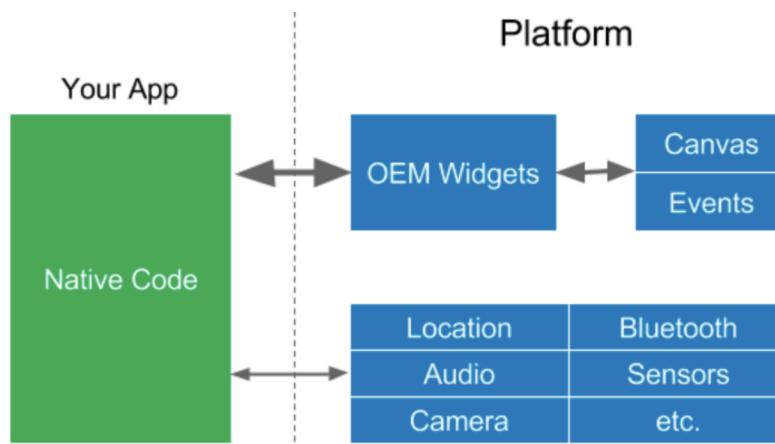 Platform
Your App
Native Code
OEM Widgets
Canvas
Events
Location
Bluetooth
Audio
Sensors
Camera
etc.